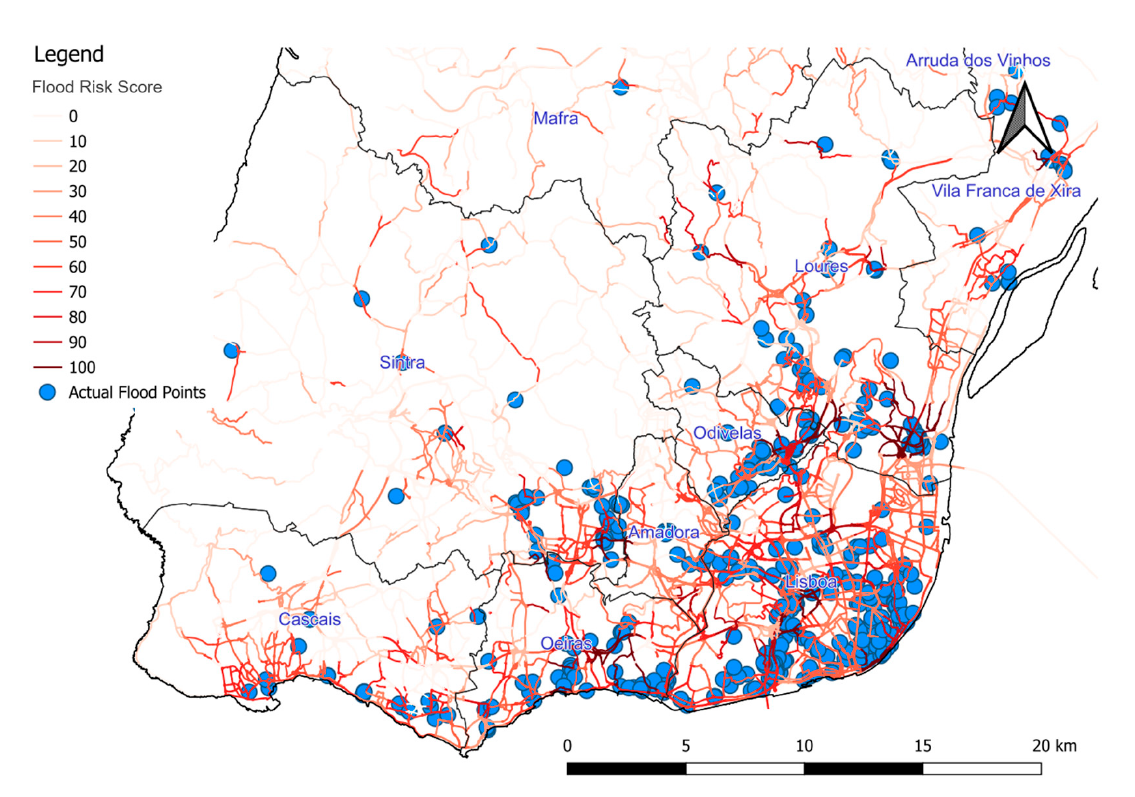 Legend
Flood Risk Score
0
10
20
30
40
50
60
70
80
90
100
Actual Flood Points
Arruda dos Vinhos
Mafra
Vila Franca de Xira
Loures
Sintra
Odivelas
Amadora
Lisboa
Cascais
Oeiras
0 5 10 15 20 km